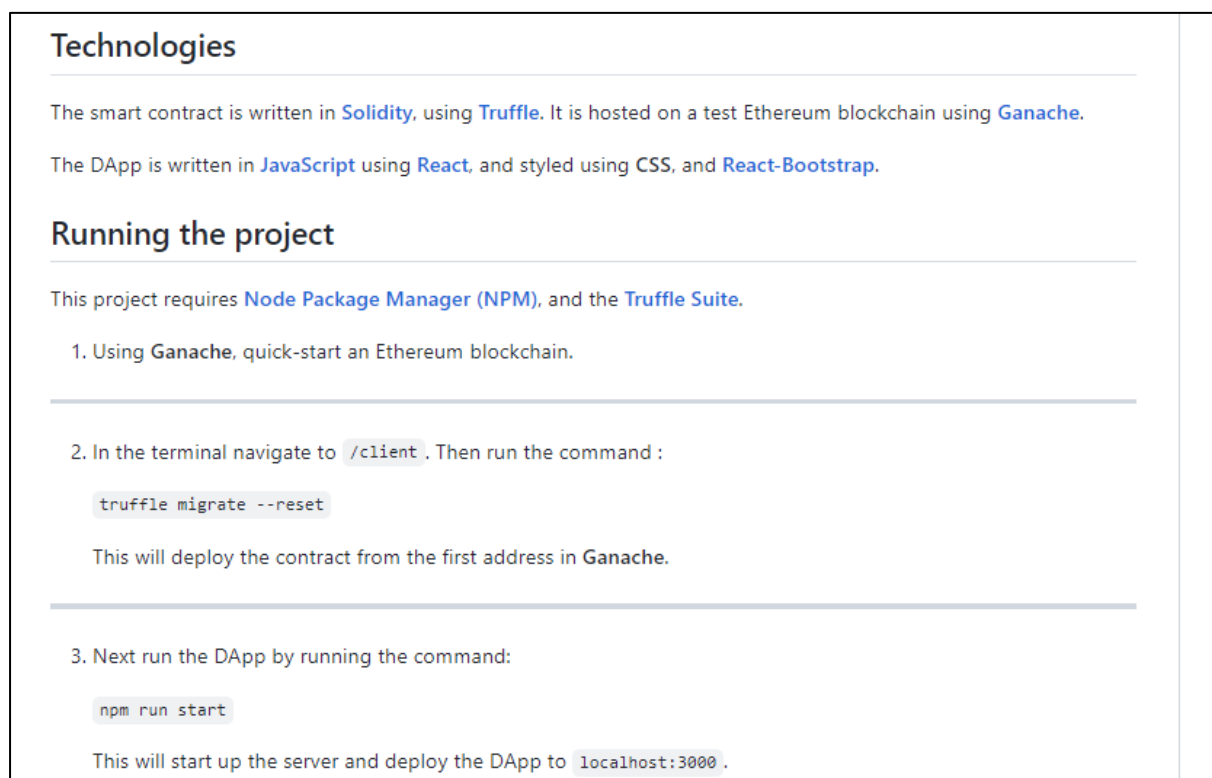 Technologies
The smart contract is written in Solidity, using Truffle. It is hosted on a test Ethereum blockchain using Ganache.
The DApp is written in JavaScript using React, and styled using CSS, and React-Bootstrap.
Running the project
This project requires Node Package Manager (NPM), and the Truffle Suite.
1. Using Ganache, quick-start an Ethereum blockchain.
2. In the terminal navigate to /client. Then run the command :
truffle migrate --reset
This will deploy the contract from the first address in Ganache.
3. Next run the DApp by running the command:
npm run start
This will start up the server and deploy the DApp to localhost:3000.